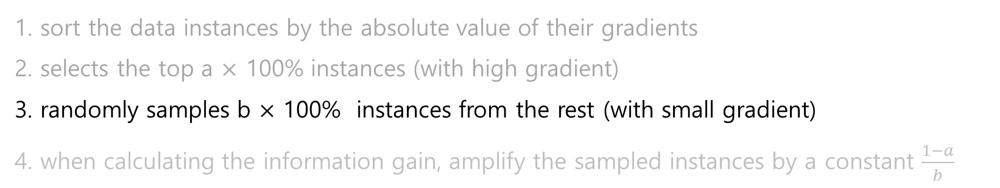 1. sort the data instances by the absolute value of their gradients
2. selects the top a × 100% instances (with high gradient)
3. randomly samples b × 100%  instances from the rest (with small gradient)
4. when calculating the information gain, amplify the sampled instances by a constant (1−a)/b